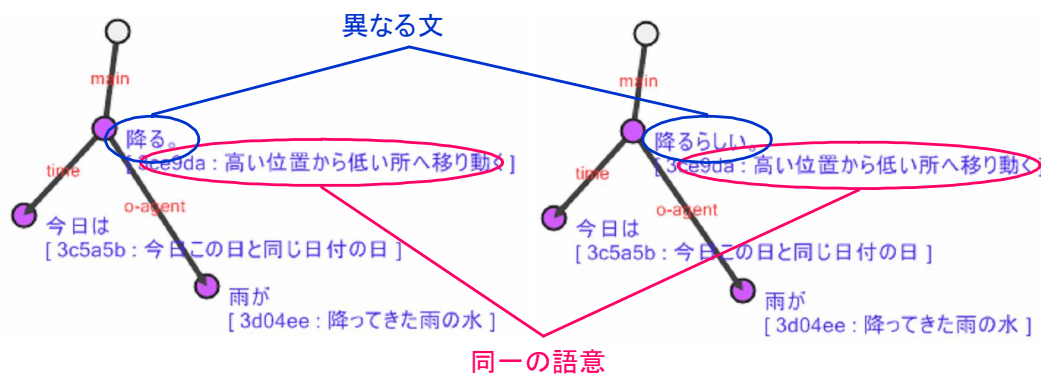 異なる文
main
降る。
[ 3ce9da : 高い位置から低い所へ移り動く ]
time
o-agent
今日は
[ 3c5a5b : 今日この日と同じ日付の日 ]
雨が
[ 3d04ee : 降ってきた雨の水 ]
main
降るらしい。
[ 3ce9da : 高い位置から低い所へ移り動く ]
time
o-agent
今日は
[ 3c5a5b : 今日この日と同じ日付の日 ]
雨が
[ 3d04ee : 降ってきた雨の水 ]
同一の語意